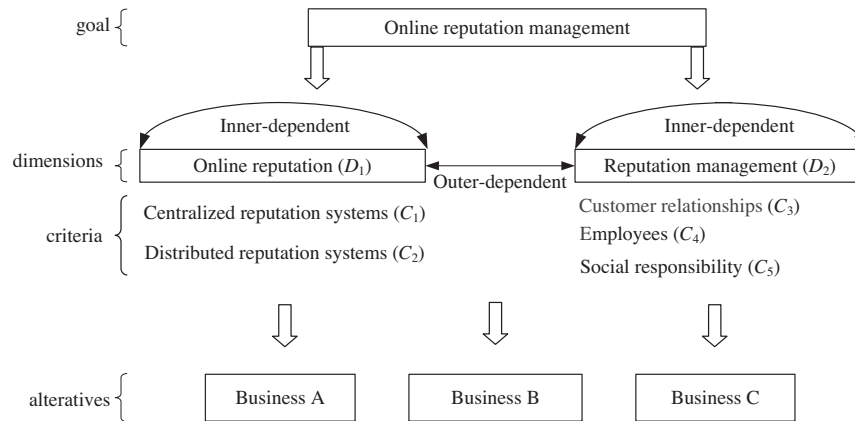 goal
Online reputation management
Inner-dependent
Inner-dependent
dimensions
Online reputation (D1)
Outer-dependent
Reputation management (D2)
criteria
Centralized reputation systems (C1)
Distributed reputation systems (C2)
Customer relationships (C3)
Employees (C4)
Social responsibility (C5)
alteratives
Business A
Business B
Business C